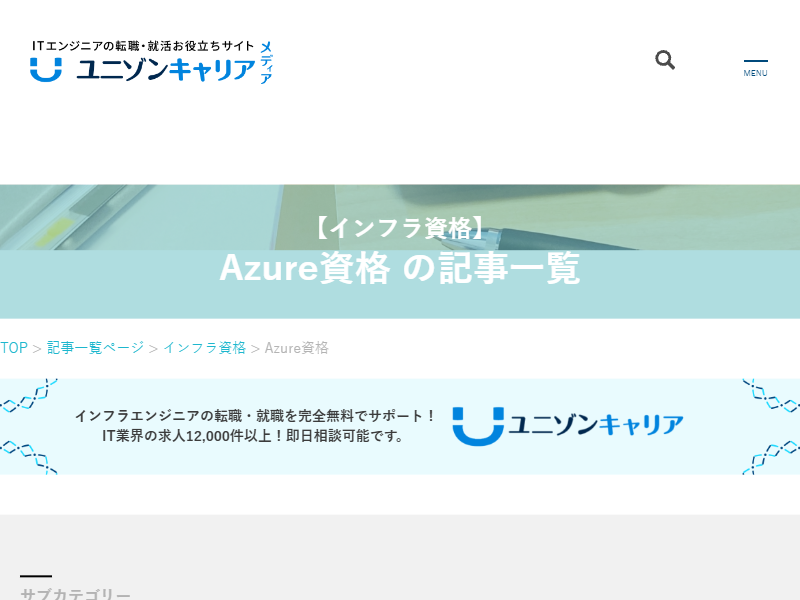 ITエンジニアの転職・就活お役立ちサイト
ユニゾンキャリア
メディア
MENU
【インフラ資格】
Azure資格 の記事一覧
TOP > 記事一覧ページ > インフラ資格 > Azure資格
インフラエンジニアの転職・就職を完全無料でサポート！
IT業界の求人12,000件以上！即日相談可能です。
ユニゾンキャリア
サブカテゴリー